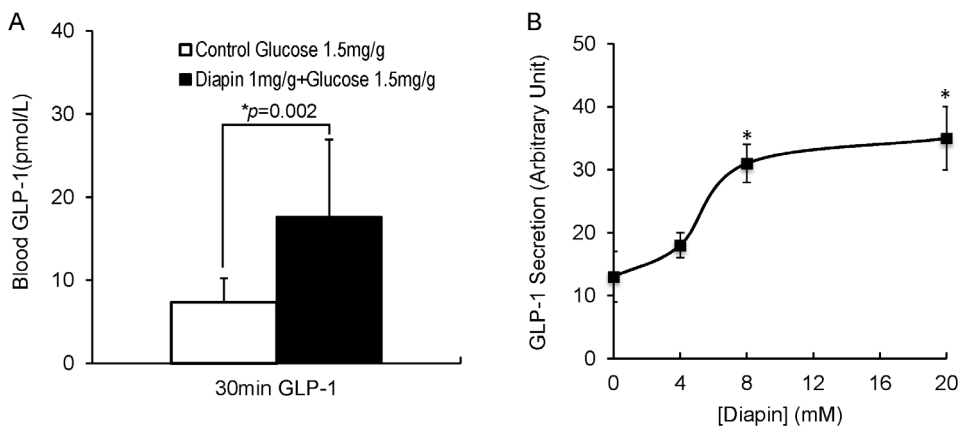 A
Blood GLP-1(pmol/L)
40
30
20
10
0
Control Glucose 1.5mg/g
Diapin 1mg/g+Glucose 1.5mg/g
*p=0.002
30min GLP-1
B
GLP-1 Secretion (Arbitrary Unit)
50
40
30
20
10
0
*
*
0 4 8 12 16 20
[Diapin] (mM)